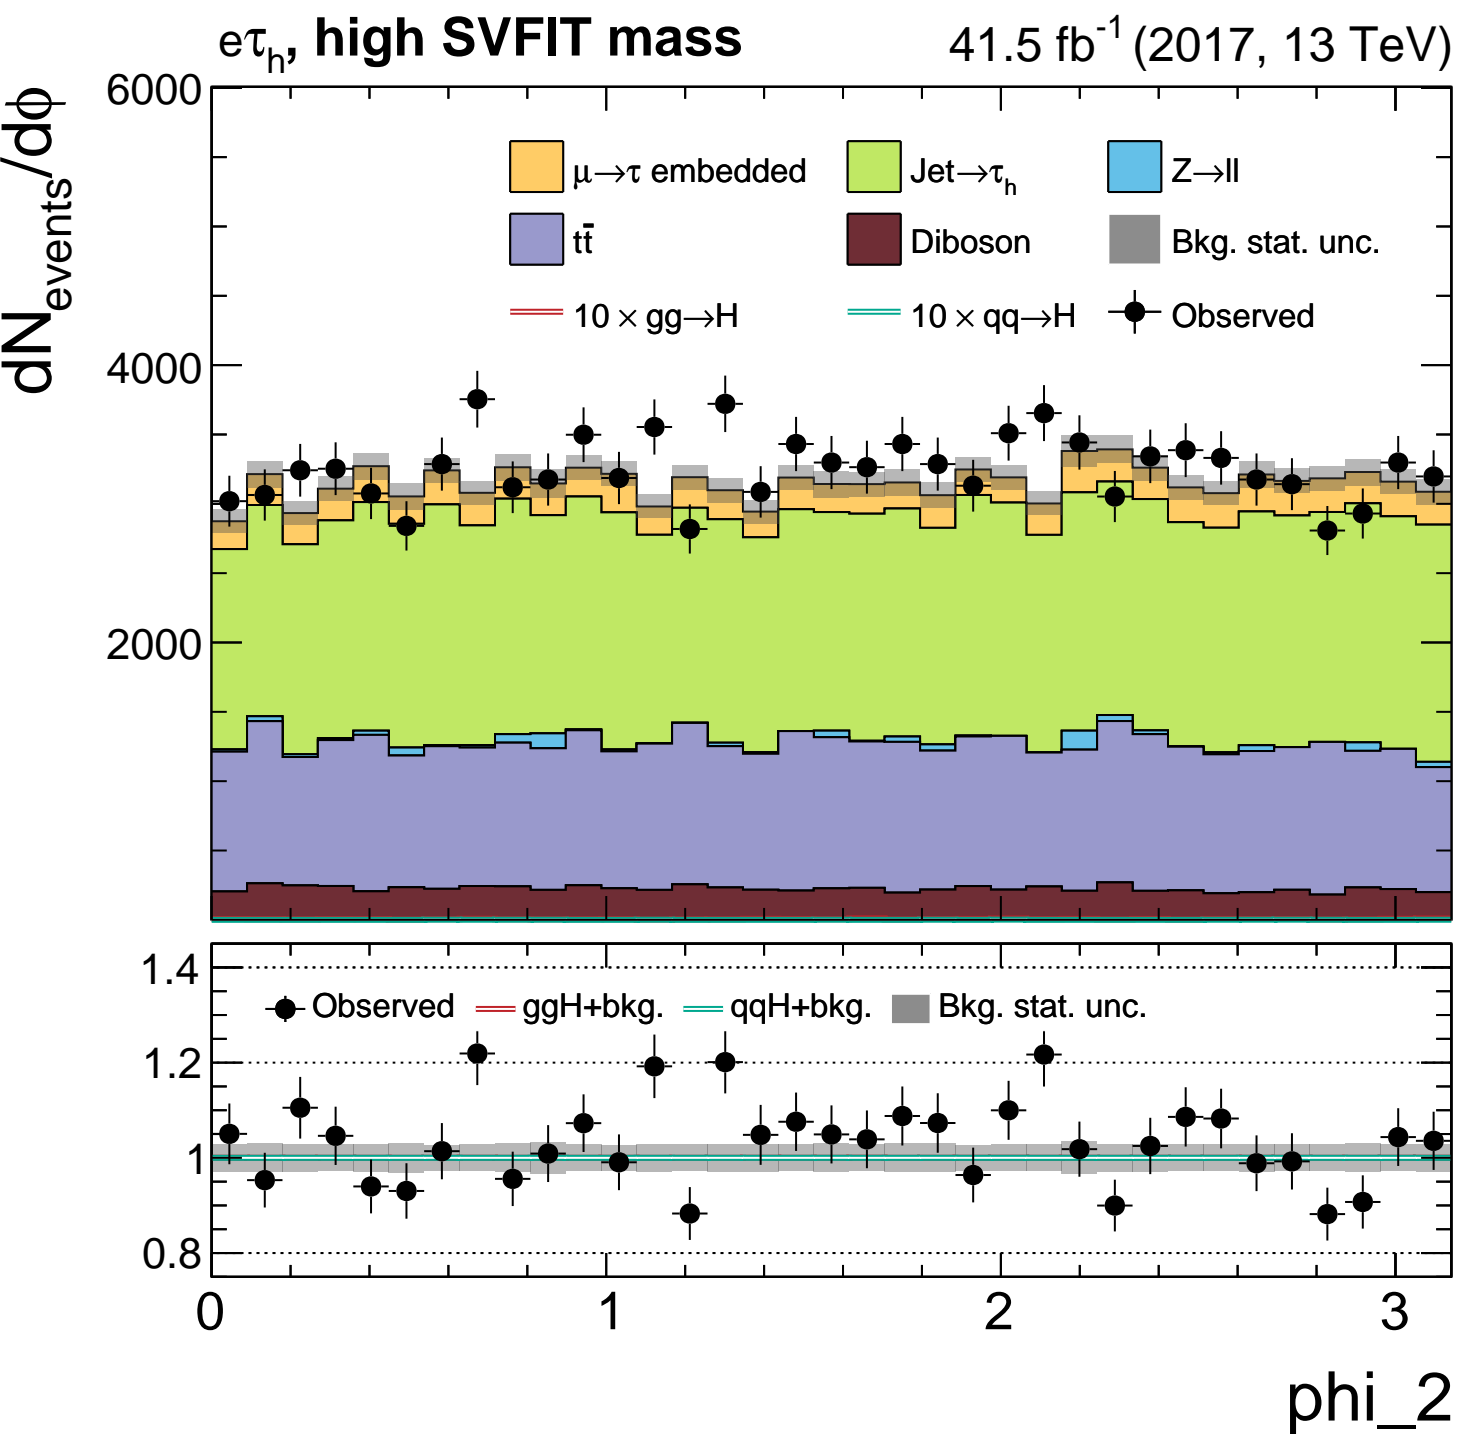 eτₕ, high SVFIT mass 41.5 fb⁻¹ (2017, 13 TeV)
dN_events/dϕ
6000
4000
2000
μ→τ embedded Jet→τₕ Z→ll
tt̄ Diboson Bkg. stat. unc.
10 × gg→H 10 × qq→H Observed
1.4
1.2
1
0.8
Observed ggH+bkg. qqH+bkg. Bkg. stat. unc.
0 1 2 3
phi_2